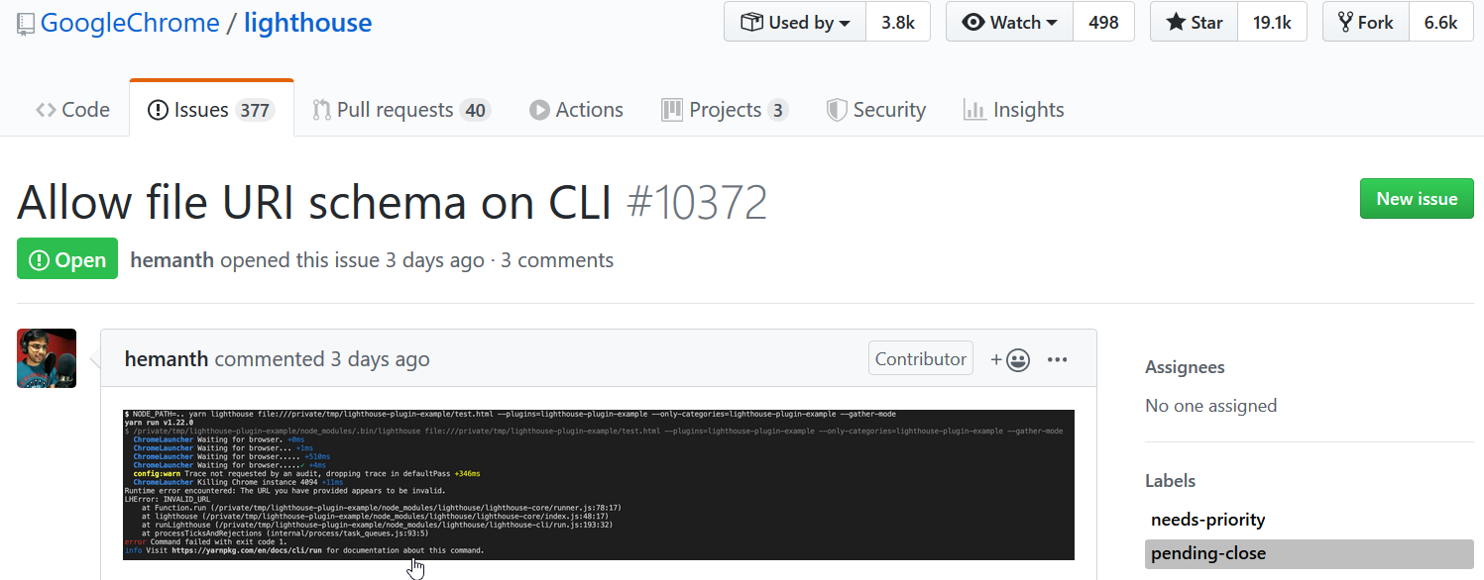 GoogleChrome / lighthouse
Used by 3.8k Watch 498 Star 19.1k Fork 6.6k
Code Issues 377 Pull requests 40 Actions Projects 3 Security Insights
Allow file URI schema on CLI #10372
New issue
Open hemanth opened this issue 3 days ago · 3 comments
hemanth commented 3 days ago Contributor
$ NODE_PATH=.. yarn lighthouse file:///private/tmp/lighthouse-plugin-example/test.html --plugins=lighthouse-plugin-example --only-categories=lighthouse-plugin-example --gather-mode
yarn run v1.22.0
$ /private/tmp/lighthouse-plugin-example/node_modules/.bin/lighthouse file:///private/tmp/lighthouse-plugin-example/test.html --plugins=lighthouse-plugin-example --only-categories=lighthouse-plugin-example --gather-mode
ChromeLauncher Waiting for browser. +0ms
ChromeLauncher Waiting for browser... +1ms
ChromeLauncher Waiting for browser..... +510ms
ChromeLauncher Waiting for browser.....✓ +4ms
config:warn Trace not requested by an audit, dropping trace in defaultPass +346ms
ChromeLauncher Killing Chrome instance 4094 +11ms
Runtime error encountered: The URL you have provided appears to be invalid.
LHError: INVALID_URL
at Function.run (/private/tmp/lighthouse-plugin-example/node_modules/lighthouse/lighthouse-core/runner.js:78:17)
at lighthouse (/private/tmp/lighthouse-plugin-example/node_modules/lighthouse/lighthouse-core/index.js:48:17)
at runLighthouse (/private/tmp/lighthouse-plugin-example/node_modules/lighthouse/lighthouse-cli/run.js:193:32)
at processTicksAndRejections (internal/process/task_queues.js:93:5)
error Command failed with exit code 1.
info Visit https://yarnpkg.com/en/docs/cli/run for documentation about this command.
Assignees
No one assigned
Labels
needs-priority
pending-close